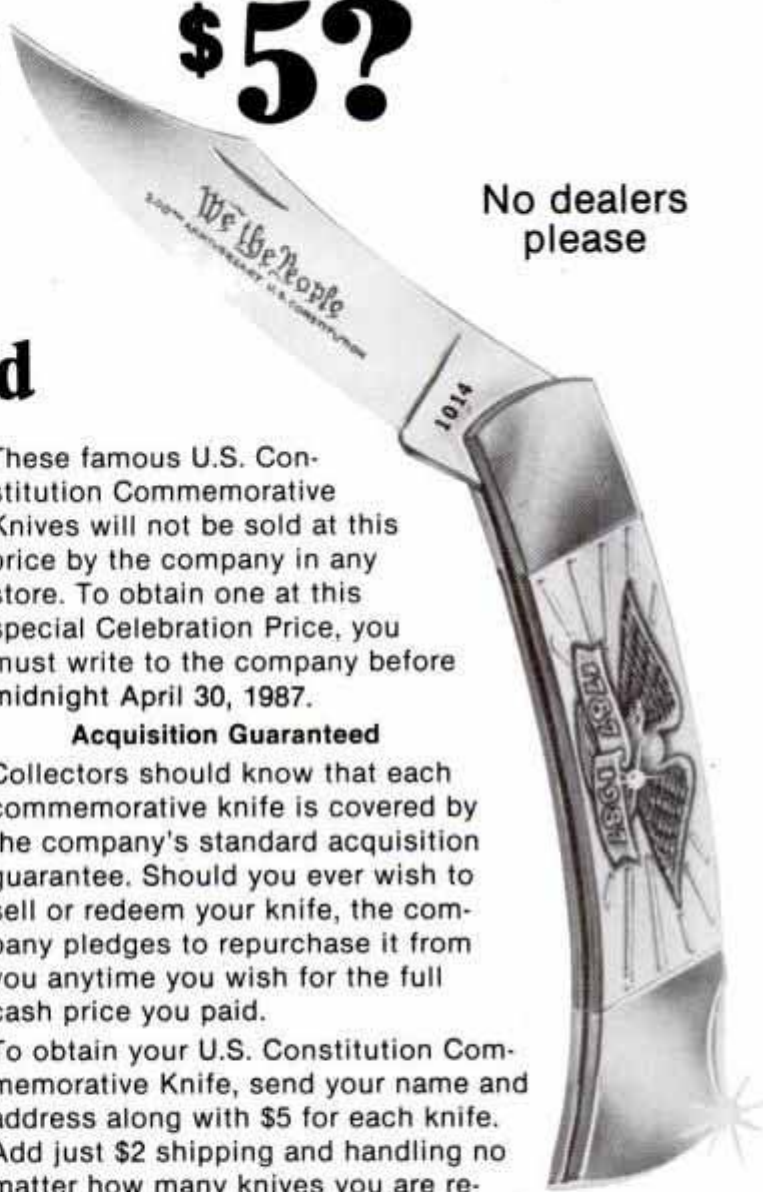 $5?
We the People
200TH ANNIVERSARY U.S. CONSTITUTION
No dealers
please
1014
d
These famous U.S. Con-
stitution Commemorative
Knives will not be sold at this
price by the company in any
store. To obtain one at this
special Celebration Price, you
must write to the company before
midnight April 30, 1987.
Acquisition Guaranteed
Collectors should know that each
commemorative knife is covered by
the company's standard acquisition
guarantee. Should you ever wish to
sell or redeem your knife, the com-
pany pledges to repurchase it from
you anytime you wish for the full
cash price you paid.
To obtain your U.S. Constitution Com-
memorative Knife, send your name and
address along with $5 for each knife.
Add just $2 shipping and handling no
matter how many knives you are re-
1787
1987